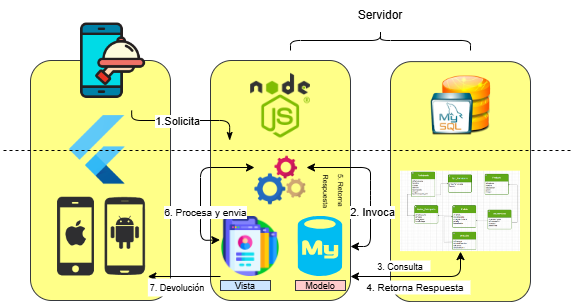 Servidor
node
JS
®
My
SQL
1.Solicita
5. Retorna
Respuesta
6. Procesa y envia
2. Invoca
My
3. Consulta
7. Devolución
Vista
Modelo
4. Retorna Respuesta